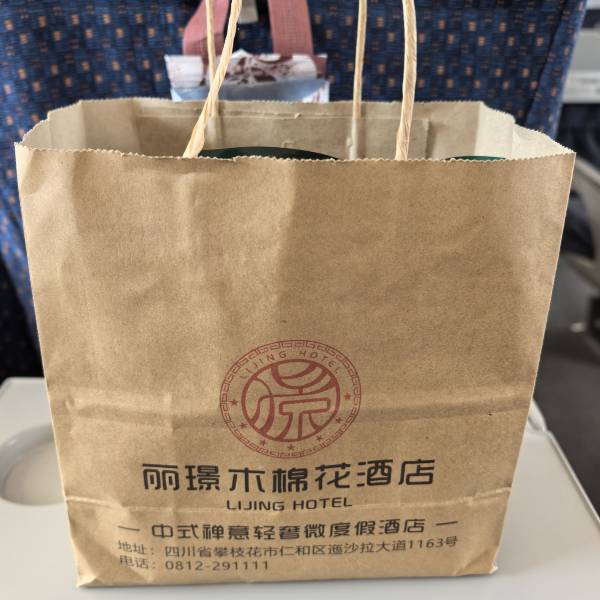 LIJING HOTEL
丽璟木棉花酒店
LIJING HOTEL
中式禅意轻奢微度假酒店
地址：四川省攀枝花市仁和区迤沙拉大道1163号
电话：0812-291111